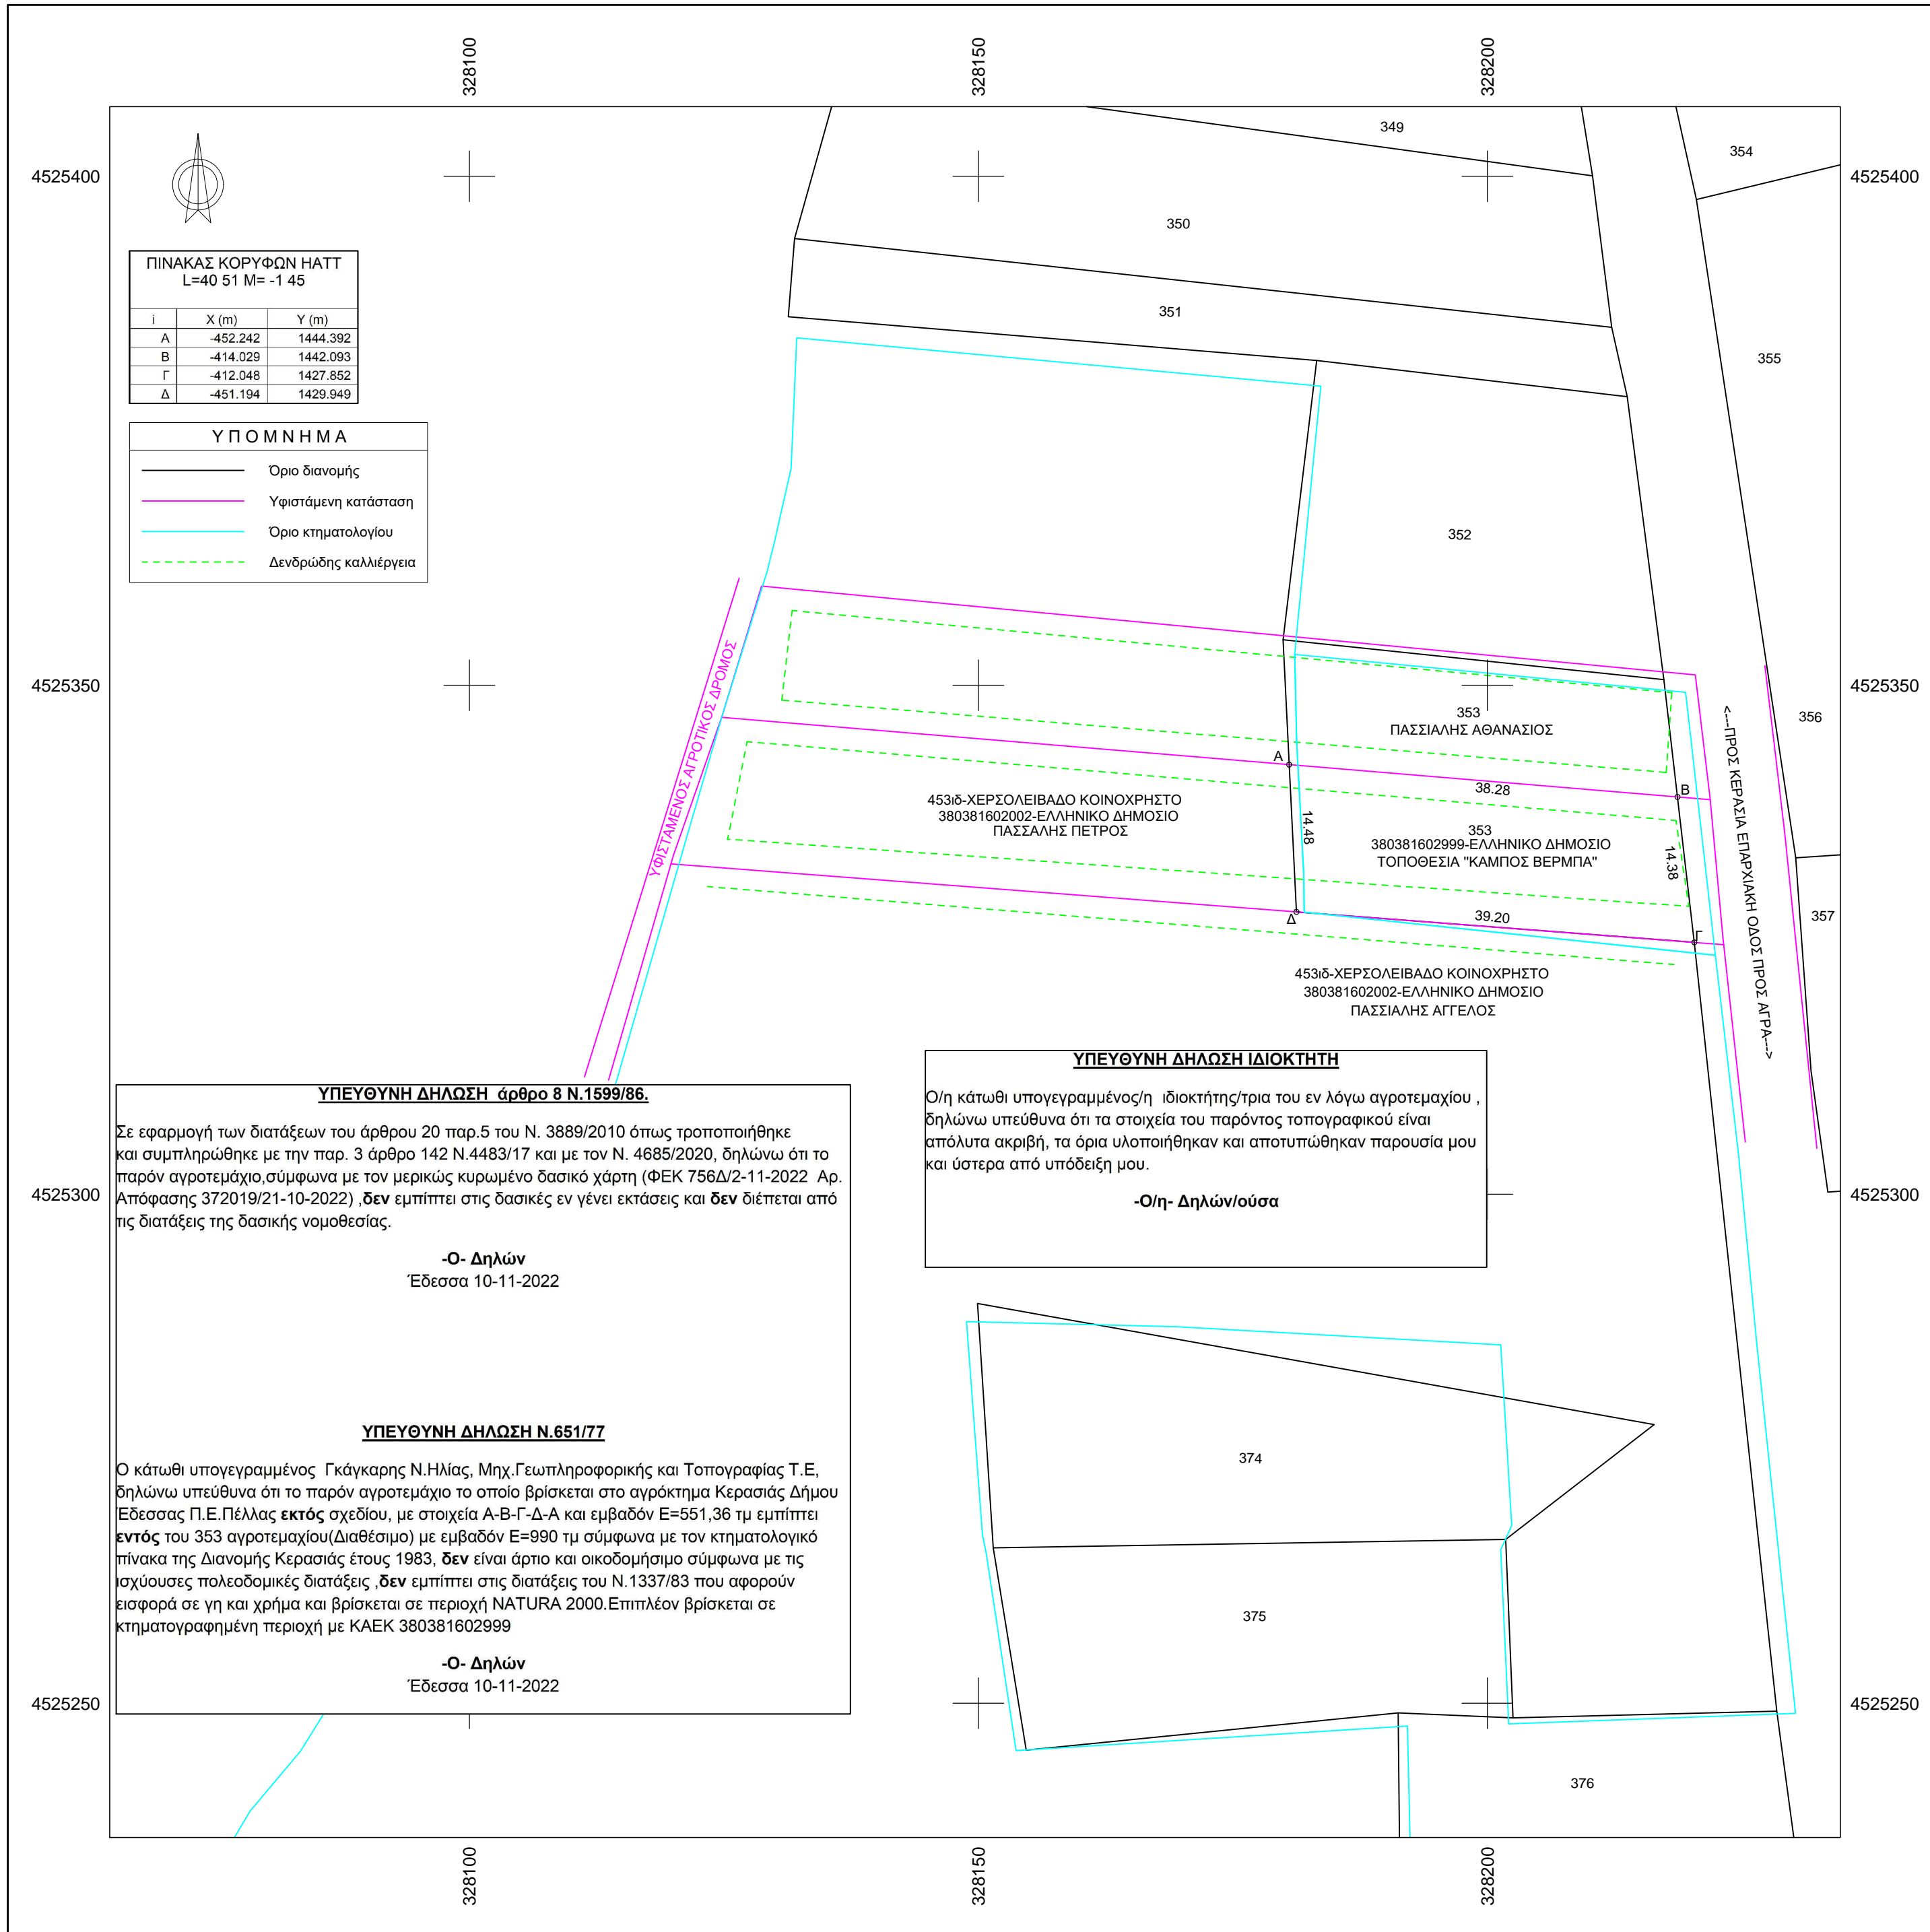 328100
328150
328200
349
354
4525400
4525400
350
ΠΙΝΑΚΑΣ ΚΟΡΥΦΩΝ HATT
L=40 51 M= -1 45
i X (m) Y (m)
Α -452.242 1444.392
Β -414.029 1442.093
Γ -412.048 1427.852
Δ -451.194 1429.949
351
355
Υ Π Ο Μ Ν Η Μ Α
Όριο διανομής
Υφιστάμενη κατάσταση
Όριο κτηματολογίου
Δενδρώδης καλλιέργεια
352
4525350
4525350
ΥΦΙΣΤΑΜΕΝΟΣ ΑΓΡΟΤΙΚΟΣ ΔΡΟΜΟΣ
353
ΠΑΣΣΙΑΛΗΣ ΑΘΑΝΑΣΙΟΣ
356
<---ΠΡΟΣ ΚΕΡΑΣΙΑ ΕΠΑΡΧΙΑΚΗ ΟΔΟΣ ΠΡΟΣ ΑΓΡΑ--->
Α
38.28
Β
453ιδ-ΧΕΡΣΟΛΕΙΒΑΔΟ ΚΟΙΝΟΧΡΗΣΤΟ
380381602002-ΕΛΛΗΝΙΚΟ ΔΗΜΟΣΙΟ
ΠΑΣΣΑΛΗΣ ΠΕΤΡΟΣ
14.48
353
380381602999-ΕΛΛΗΝΙΚΟ ΔΗΜΟΣΙΟ
ΤΟΠΟΘΕΣΙΑ "ΚΑΜΠΟΣ ΒΕΡΜΠΑ"
14.38
Δ
39.20
Γ
357
453ιδ-ΧΕΡΣΟΛΕΙΒΑΔΟ ΚΟΙΝΟΧΡΗΣΤΟ
380381602002-ΕΛΛΗΝΙΚΟ ΔΗΜΟΣΙΟ
ΠΑΣΣΙΑΛΗΣ ΑΓΓΕΛΟΣ
ΥΠΕΥΘΥΝΗ ΔΗΛΩΣΗ ΙΔΙΟΚΤΗΤΗ
Ο/η κάτωθι υπογεγραμμένος/η ιδιοκτήτης/τρια του εν λόγω αγροτεμαχίου ,
δηλώνω υπεύθυνα ότι τα στοιχεία του παρόντος τοπογραφικού είναι
απόλυτα ακριβή, τα όρια υλοποιήθηκαν και αποτυπώθηκαν παρουσία μου
και ύστερα από υπόδειξη μου.
-Ο/η- Δηλών/ούσα
ΥΠΕΥΘΥΝΗ ΔΗΛΩΣΗ άρθρο 8 Ν.1599/86.
Σε εφαρμογή των διατάξεων του άρθρου 20 παρ.5 του Ν. 3889/2010 όπως τροποποιήθηκε
και συμπληρώθηκε με την παρ. 3 άρθρο 142 Ν.4483/17 και με τον Ν. 4685/2020, δηλώνω ότι το
παρόν αγροτεμάχιο,σύμφωνα με τον μερικώς κυρωμένο δασικό χάρτη (ΦΕΚ 756Δ/2-11-2022 Αρ.
Απόφασης 372019/21-10-2022) ,δεν εμπίπτει στις δασικές εν γένει εκτάσεις και δεν διέπεται από
τις διατάξεις της δασικής νομοθεσίας.
-Ο- Δηλών
Έδεσσα 10-11-2022
4525300
4525300
ΥΠΕΥΘΥΝΗ ΔΗΛΩΣΗ Ν.651/77
Ο κάτωθι υπογεγραμμένος Γκάγκαρης Ν.Ηλίας, Μηχ.Γεωπληροφορικής και Τοπογραφίας Τ.Ε,
δηλώνω υπεύθυνα ότι το παρόν αγροτεμάχιο το οποίο βρίσκεται στο αγρόκτημα Κερασιάς Δήμου
Έδεσσας Π.Ε.Πέλλας εκτός σχεδίου, με στοιχεία Α-Β-Γ-Δ-Α και εμβαδόν Ε=551,36 τμ εμπίπτει
εντός του 353 αγροτεμαχίου(Διαθέσιμο) με εμβαδόν Ε=990 τμ σύμφωνα με τον κτηματολογικό
πίνακα της Διανομής Κερασιάς έτους 1983, δεν είναι άρτιο και οικοδομήσιμο σύμφωνα με τις
ισχύουσες πολεοδομικές διατάξεις ,δεν εμπίπτει στις διατάξεις του Ν.1337/83 που αφορούν
εισφορά σε γη και χρήμα και βρίσκεται σε περιοχή NATURA 2000.Επιπλέον βρίσκεται σε
κτηματογραφημένη περιοχή με ΚΑΕΚ 380381602999
-Ο- Δηλών
Έδεσσα 10-11-2022
374
375
4525250
4525250
376
328100
328150
328200